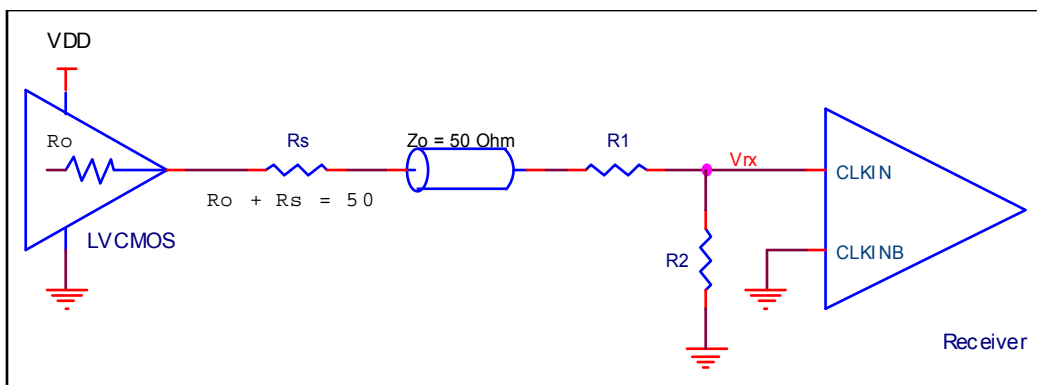 VDD
Ro
Rs
Zo = 50 Ohm
R1
Vrx
CLKIN
Ro + Rs = 50
LVCMOS
R2
CLKINB
Receiver